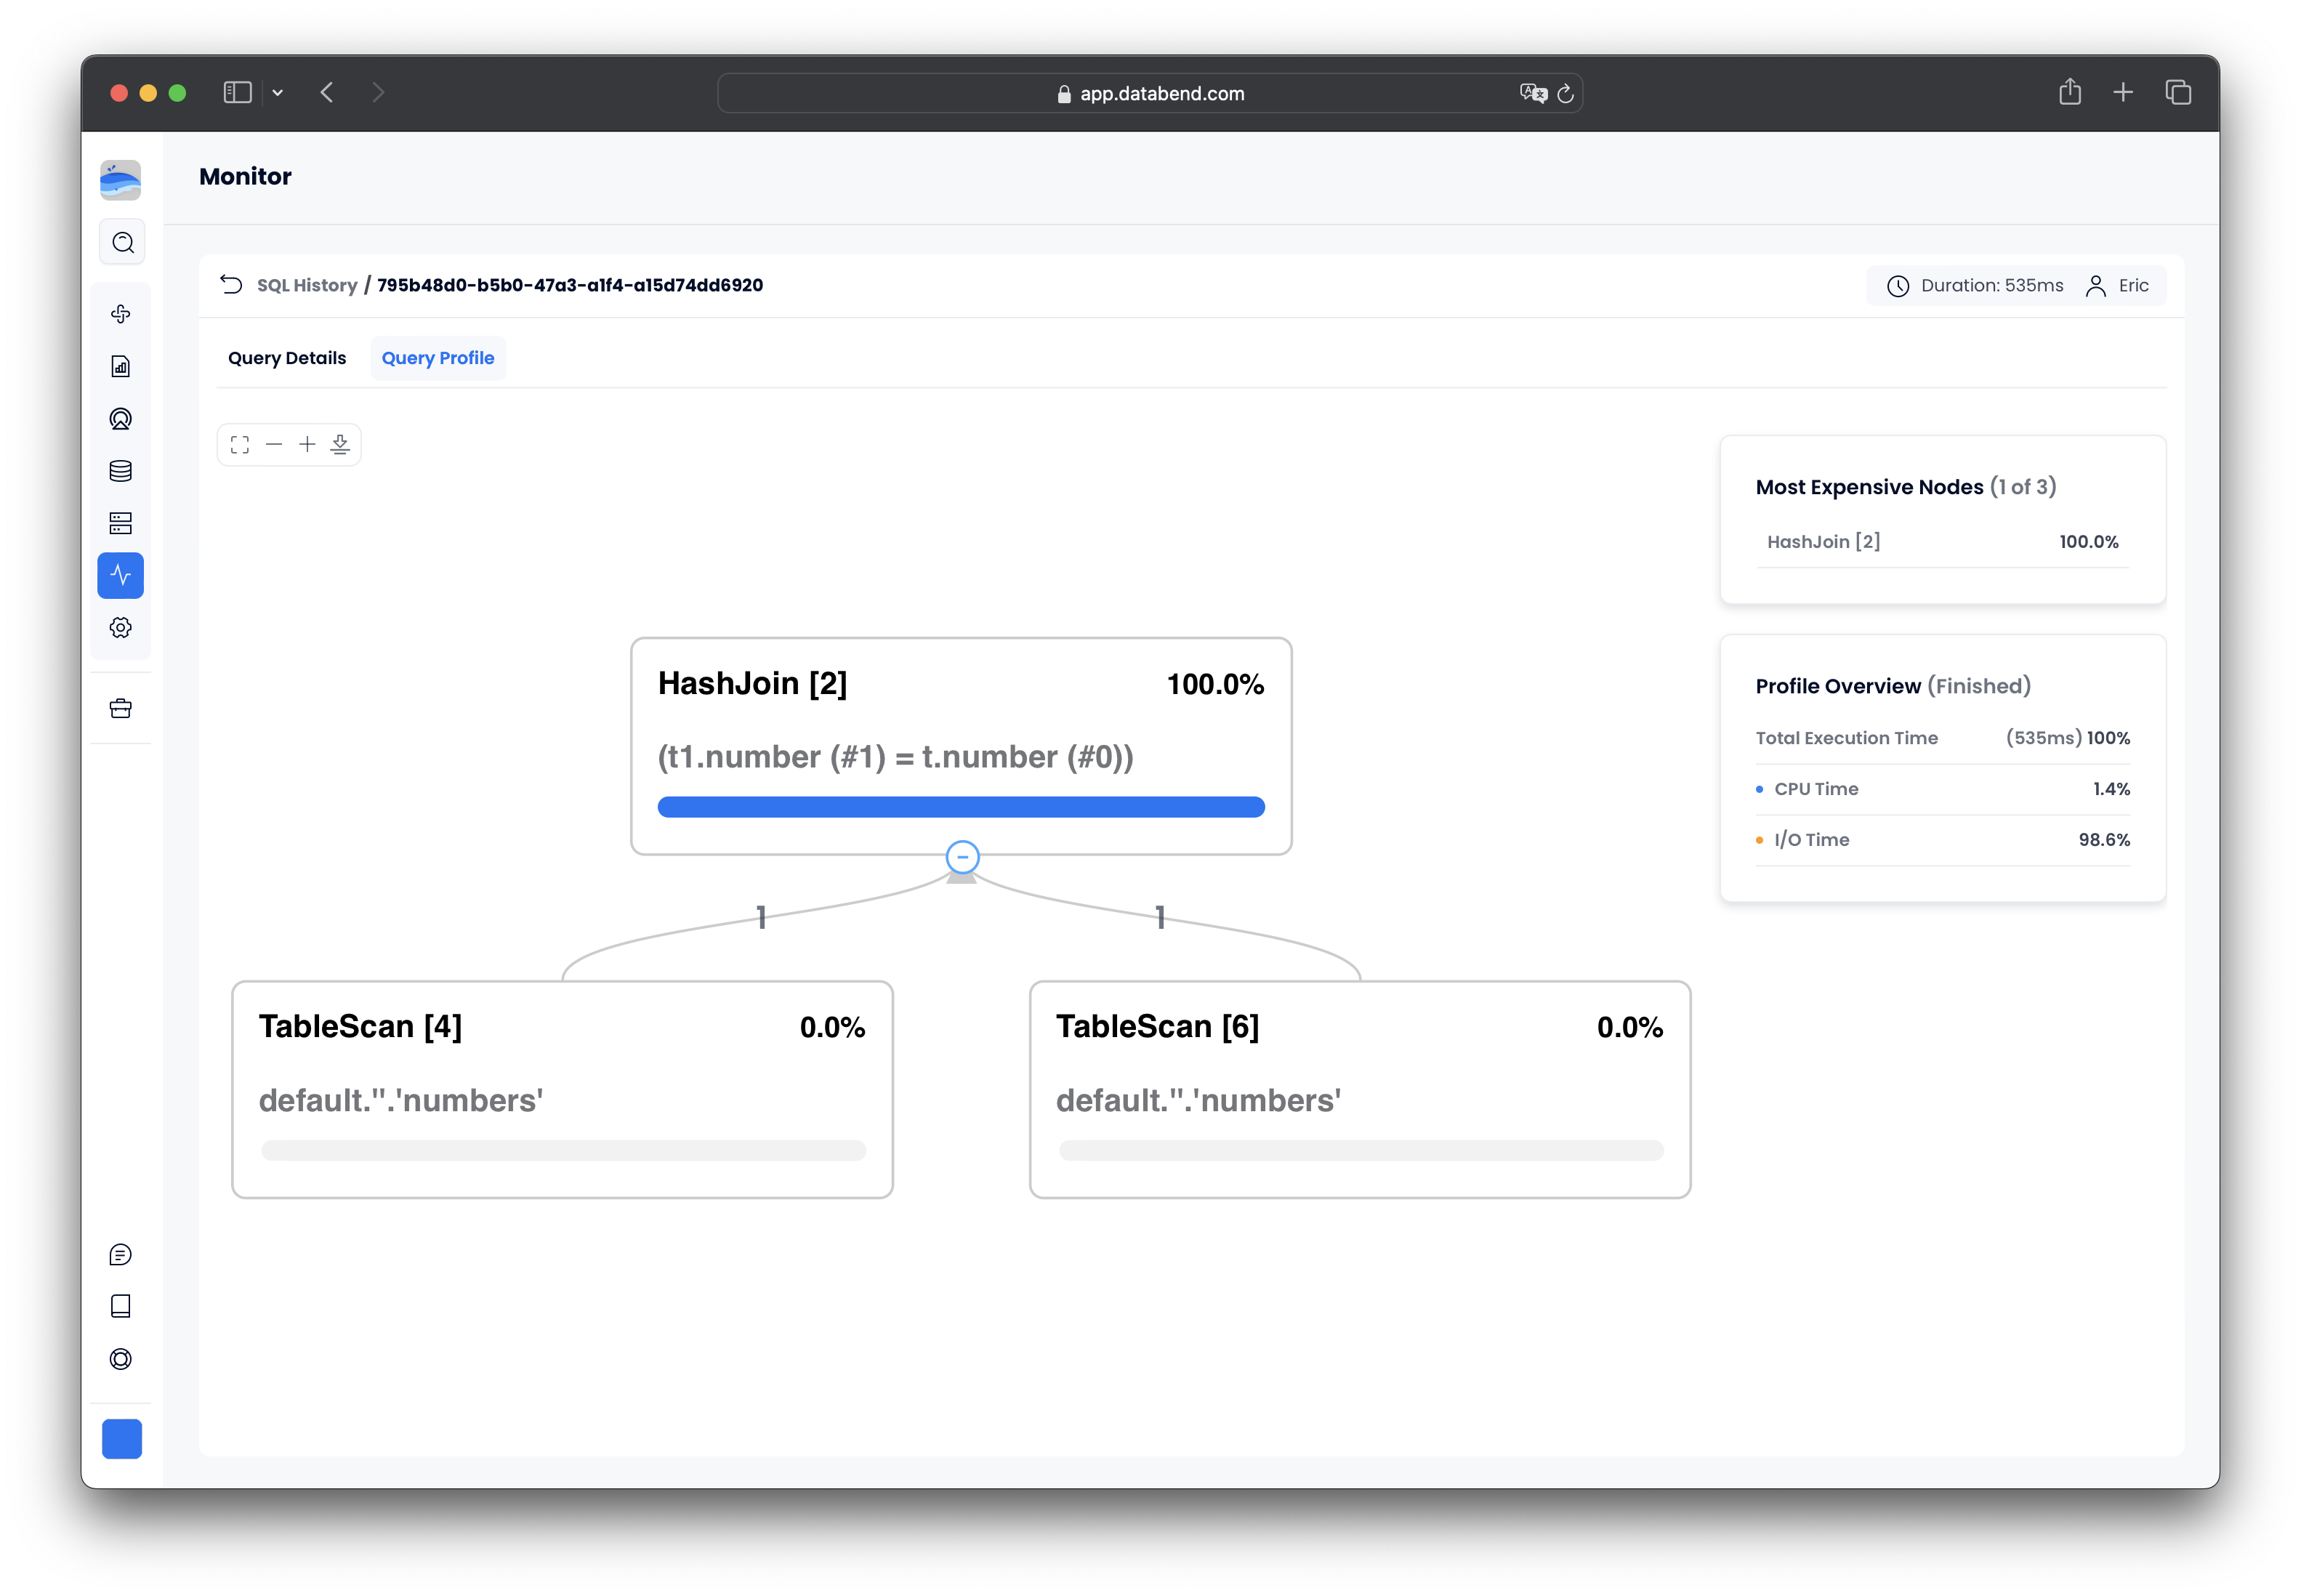 app.databend.com
Monitor
SQL History / 795b48d0-b5b0-47a3-a1f4-a15d74dd6920
Duration: 535ms Eric
Query Details Query Profile
Most Expensive Nodes (1 of 3)
HashJoin [2] 100.0%
Profile Overview (Finished)
Total Execution Time (535ms) 100%
CPU Time 1.4%
I/O Time 98.6%
HashJoin [2] 100.0%
(t1.number (#1) = t.number (#0))
1 1
TableScan [4] 0.0%
default.''.'numbers'
TableScan [6] 0.0%
default.''.'numbers'